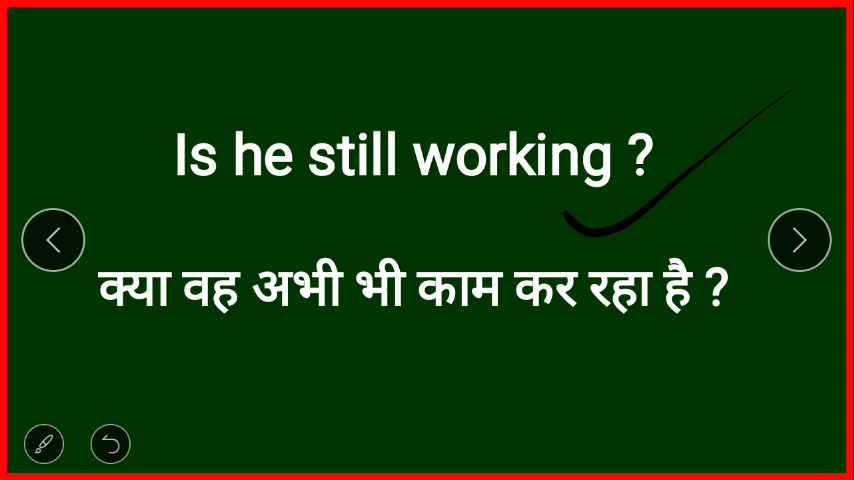 Is he still working ?
क्या वह अभी भी काम कर रहा है ?